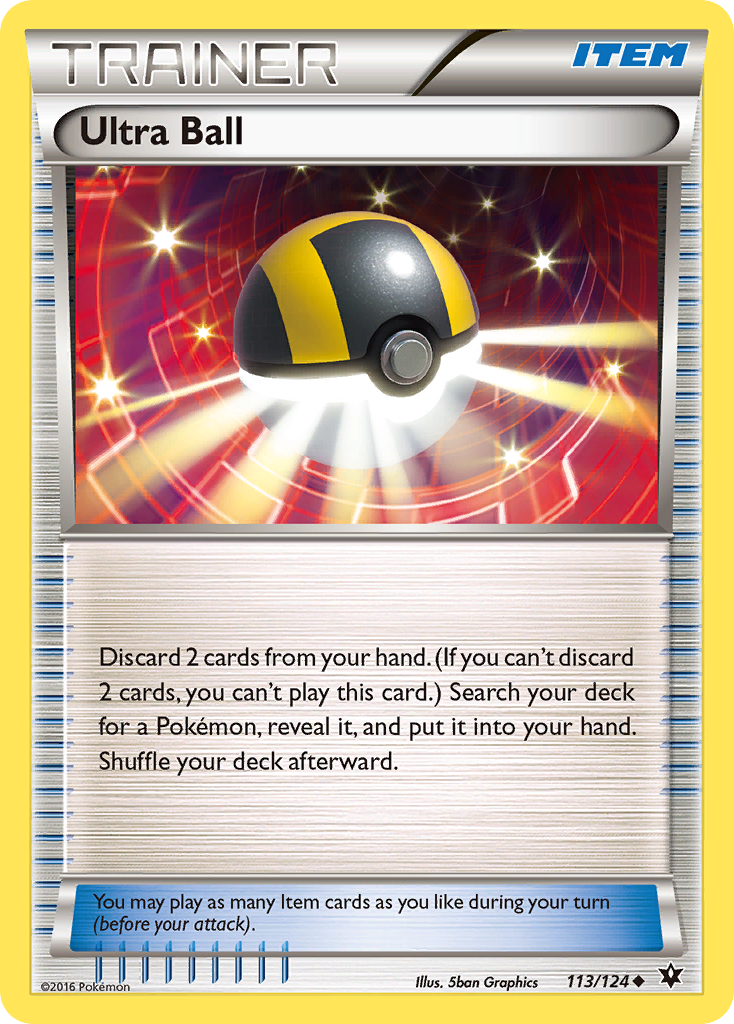 TRAINER
ITEM
Ultra Ball
Discard 2 cards from your hand. (If you can't discard
2 cards, you can't play this card.) Search your deck
for a Pokémon, reveal it, and put it into your hand.
Shuffle your deck afterward.
You may play as many Item cards as you like during your turn
(before your attack).
©2016 Pokémon
Illus. 5ban Graphics
113/124